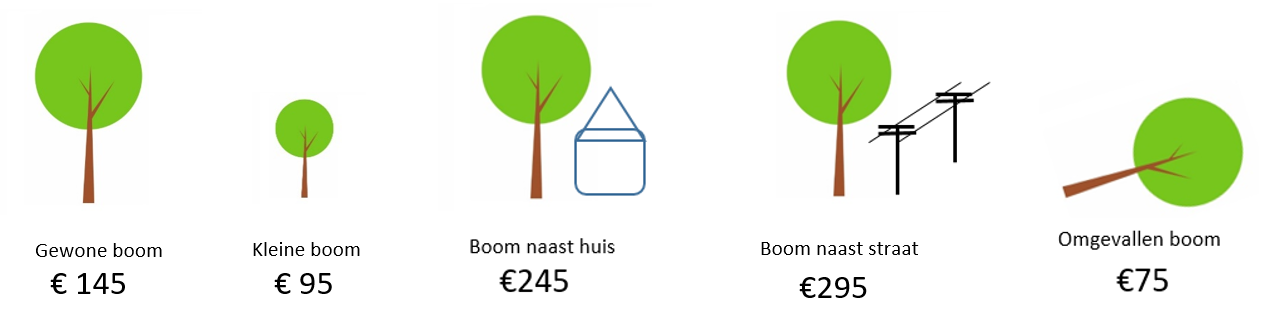 Gewone boom
€ 145
Kleine boom
€ 95
Boom naast huis
€245
Boom naast straat
€295
Omgevallen boom
€75